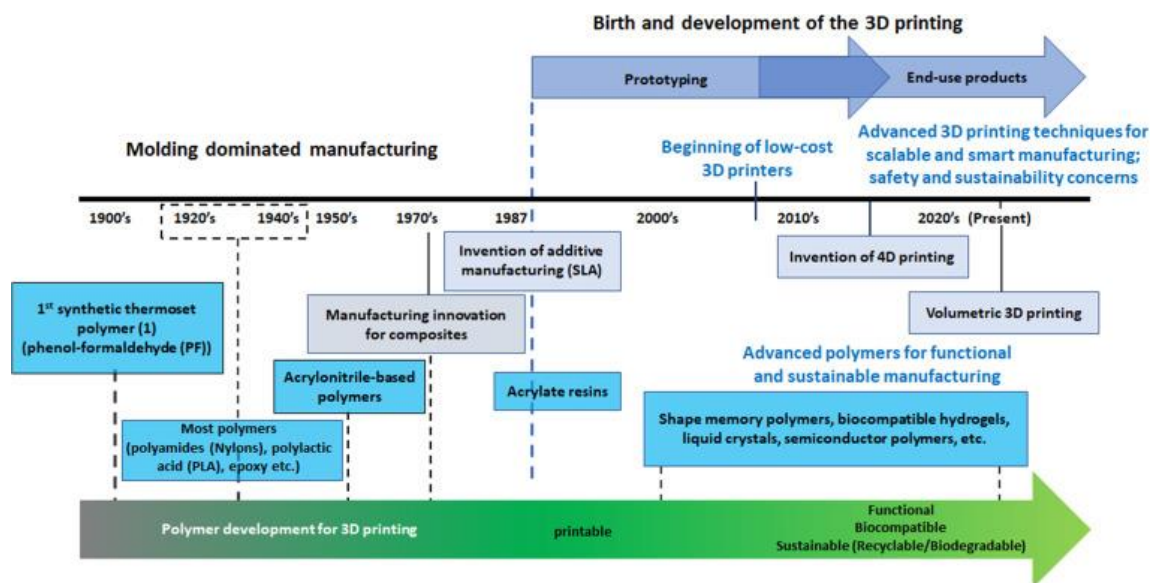 Birth and development of the 3D printing
Prototyping
End-use products
Molding dominated manufacturing
Beginning of low-cost
3D printers
Advanced 3D printing techniques for
scalable and smart manufacturing;
safety and sustainability concerns
1900's
1920's
1940's
1950's
1970's
1987
2000's
2010's
2020's (Present)
Invention of additive
manufacturing (SLA)
Invention of 4D printing
1st synthetic thermoset
polymer (1)
(phenol-formaldehyde (PF))
Manufacturing innovation
for composites
Volumetric 3D printing
Acrylonitrile-based
polymers
Acrylate resins
Advanced polymers for functional
and sustainable manufacturing
Most polymers
(polyamides (Nylons), polylactic
acid (PLA), epoxy etc.)
Shape memory polymers, biocompatible hydrogels,
liquid crystals, semiconductor polymers, etc.
Polymer development for 3D printing
printable
Functional
Biocompatible
Sustainable (Recyclable/Biodegradable)